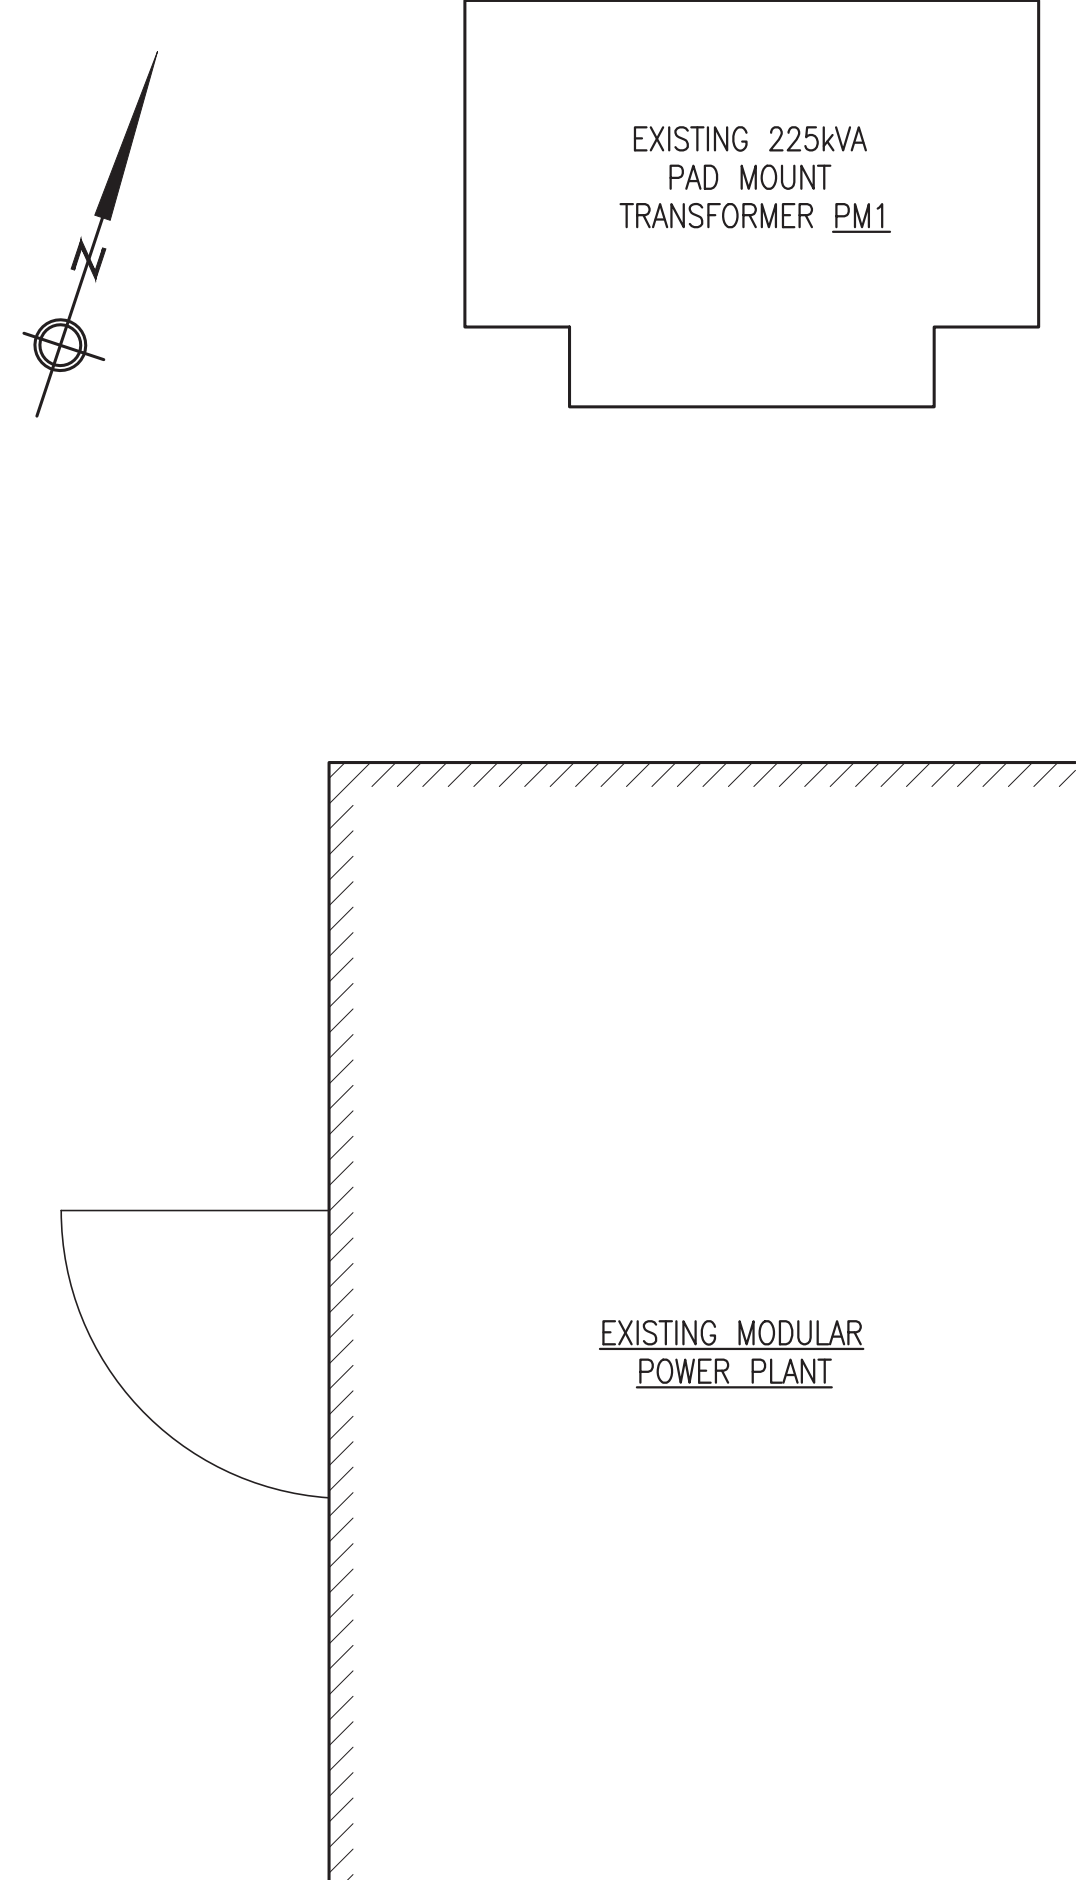 EXISTING 225kVA
PAD MOUNT
TRANSFORMER PM1
N
EXISTING MODULAR
POWER PLANT